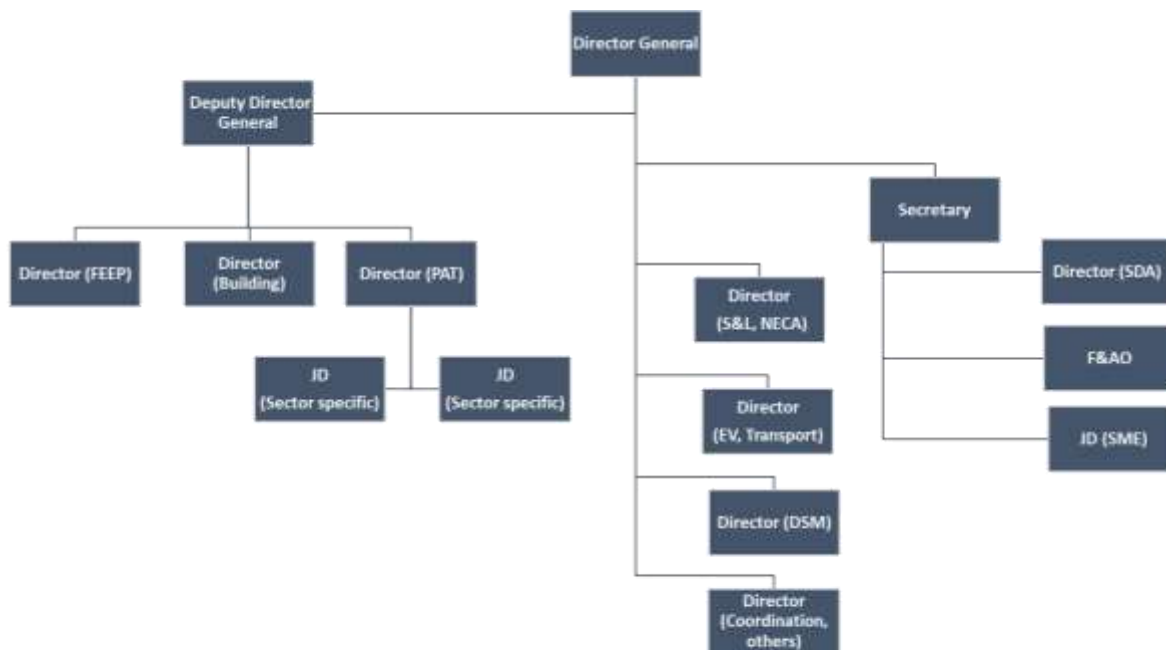 Director General
Deputy Director
General
Secretary
Director (FEEP)
Director
(Building)
Director (PAT)
Director (SDA)
Director
(S&L, NECA)
F&AO
JD
(Sector specific)
JD
(Sector specific)
Director
(EV, Transport)
JD (SME)
Director (DSM)
Director
(Coordination,
others)